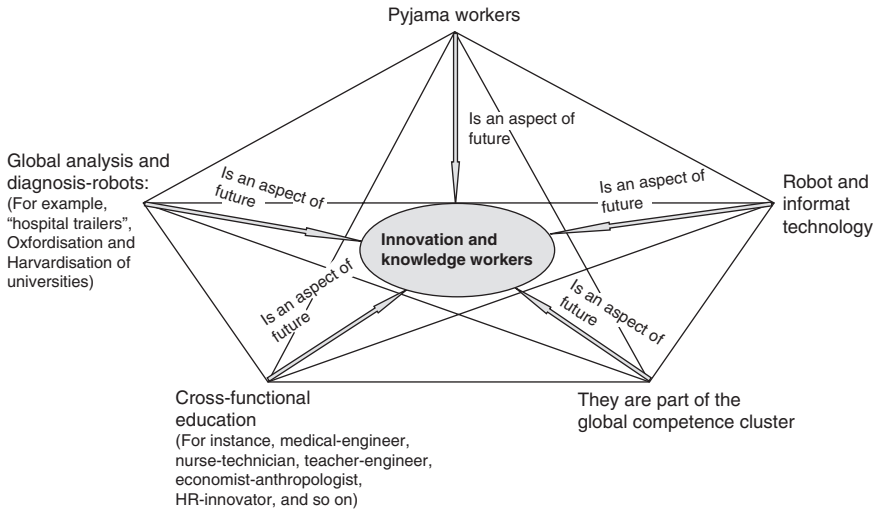 Pyjama workers
Is an aspect of
future
Global analysis and
diagnosis-robots:
(For example,
“hospital trailers”,
Oxfordisation and
Harvardisation of
universities)
Is an aspect of
future
Is an aspect of
future
Robot and
informat
technology
Innovation and
knowledge workers
Is an aspect of
future
Is an aspect of
future
Cross-functional
education
(For instance, medical-engineer,
nurse-technician, teacher-engineer,
economist-anthropologist,
HR-innovator, and so on)
They are part of the
global competence cluster